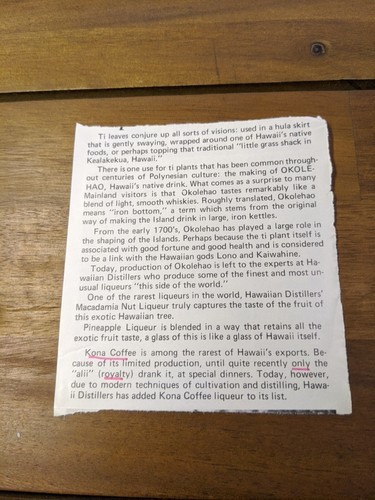 Ti leaves conjure up all sorts of visions: used in a hula skirt
that is gently swaying, wrapped around one of Hawaii's native
foods, or perhaps topping that traditional "little grass shack in
Kealakekua, Hawaii."
There is one use for ti plants that has been common through-
out centuries of Polynesian culture: the making of OKOLE-
HAO, Hawaii's native drink. What comes as a surprise to many
Mainland visitors is that Okolehao tastes remarkably like a
blend of light, smooth whiskies. Roughly translated, Okolehao
means "iron bottom," a term which stems from the original
way of making the Island drink in large, iron kettles.
From the early 1700's, Okolehao has played a large role in
the shaping of the Islands. Perhaps because the ti plant itself is
associated with good fortune and good health and is considered
to be a link with the Hawaiian gods Lono and Kaiwahine.
Today, production of Okolehao is left to the experts at Ha-
waiian Distillers who produce some of the finest and most un-
usual liqueurs "this side of the world."
One of the rarest liqueurs in the world, Hawaiian Distillers'
Macadamia Nut Liqueur truly captures the taste of the fruit of
this exotic Hawaiian tree.
Pineapple Liqueur is blended in a way that retains all the
exotic fruit taste, a glass of this is like a glass of Hawaii itself.
Kona Coffee is among the rarest of Hawaii's exports. Be-
cause of its limited production, until quite recently only the
"alii" (royalty) drank it, at special dinners. Today, however,
due to modern techniques of cultivation and distilling, Hawa-
ii Distillers has added Kona Coffee liqueur to its list.